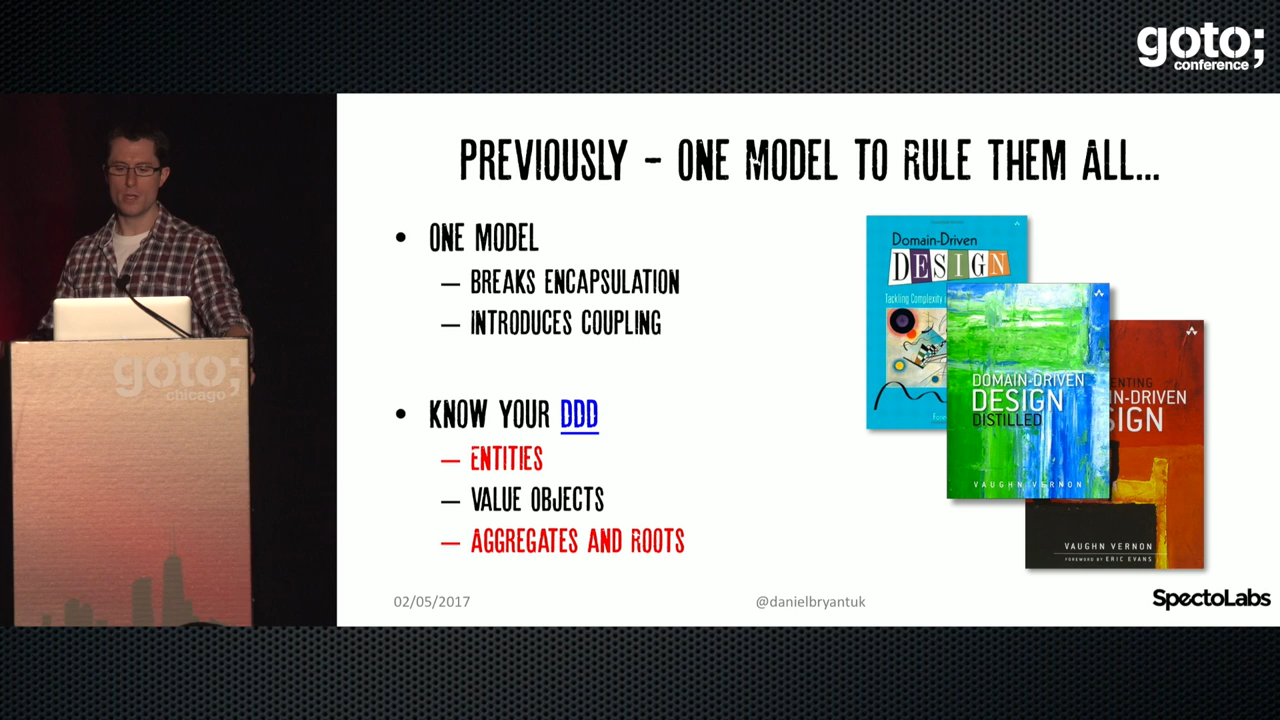 goto;
conference
PREVIOUSLY – ONE MODEL TO RULE THEM ALL...
• ONE MODEL
– BREAKS ENCAPSULATION
– INTRODUCES COUPLING
• KNOW YOUR DDD
– ENTITIES
– VALUE OBJECTS
– AGGREGATES AND ROOTS
Domain-Driven
DESIGN
Tackling Complexity
DOMAIN-DRIVEN
DESIGN
DISTILLED
VAUGHN VERNON
ENTING
IN-DRIVEN
SIGN
VAUGHN VERNON
FOREWORD BY ERIC EVANS
goto;
chicago
02/05/2017
@danielbryantuk
SpectoLabs